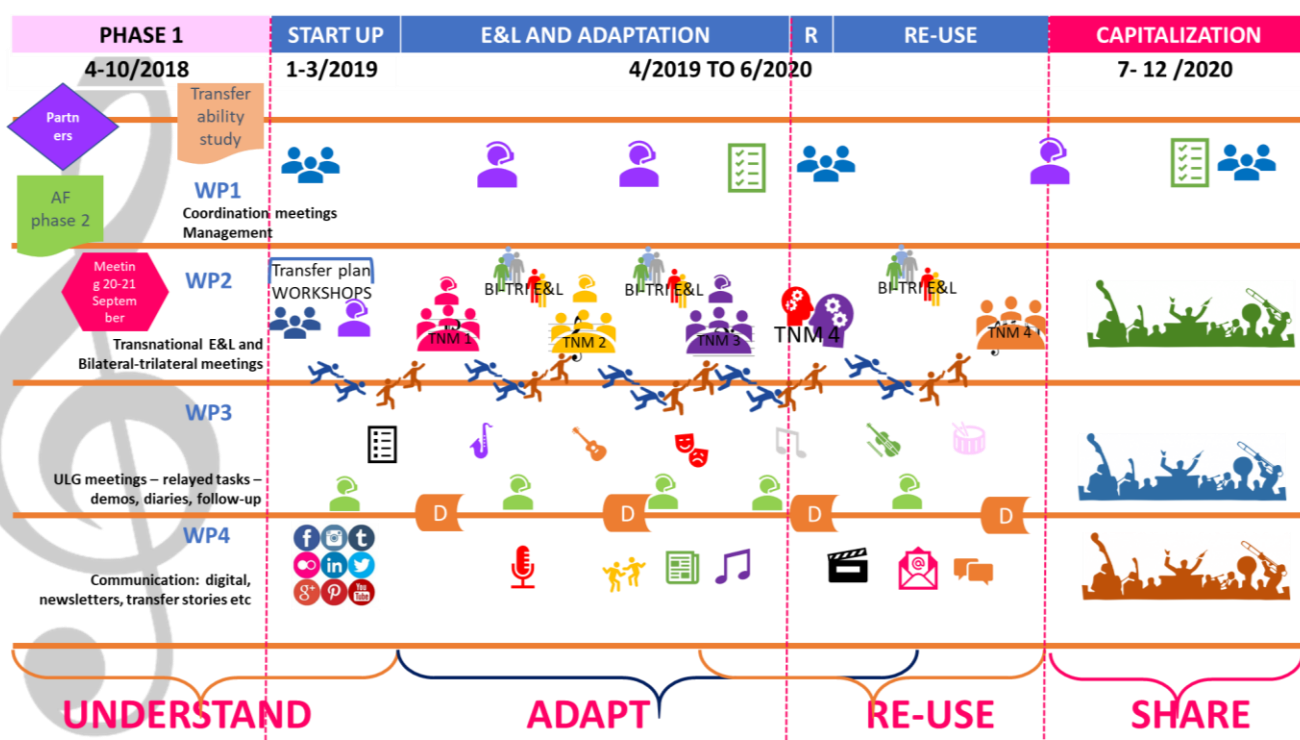 PHASE 1
START UP
E&L AND ADAPTATION
R
RE-USE
CAPITALIZATION
4-10/2018
1-3/2019
4/2019 TO 6/2020
7- 12 /2020
Partn
ers
Transfer
ability
study
AF
phase 2
WP1
Coordination meetings
Management
Meetin
g 20-21
Septem
ber
WP2
Transnational E&L and
Bilateral-trilateral meetings
Transfer plan
WORKSHOPS
TNM 1
BI-TRI E&L
TNM 2
BI-TRI E&L
TNM 3
TNM 4
BI-TRI E&L
TNM 4
WP3
ULG meetings – relayed tasks –
demos, diaries, follow-up
D
D
D
D
WP4
Communication: digital,
newsletters, transfer stories etc
f
t
in
g+
You
Tube
@
UNDERSTAND
ADAPT
RE-USE
SHARE